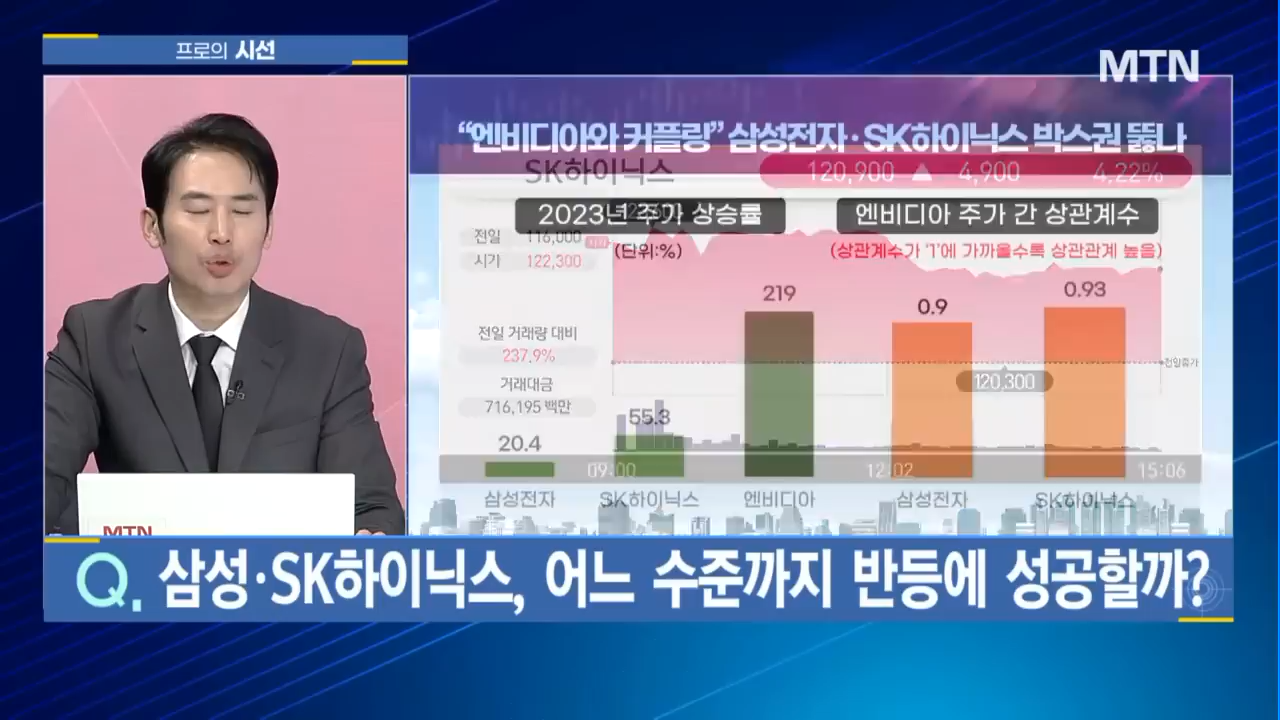 프로의 시선
MTN
“엔비디아와 커플링” 삼성전자·SK하이닉스 박스권 뚫나
SK하이닉스
120,900 ▲ 4,900 4.22%
2023년 주가 상승률
엔비디아 주가 간 상관계수
전일 116,000
(단위:%)
(상관계수가 '1'에 가까울수록 상관관계 높음)
시가 122,300
219
0.9
0.93
전일 거래량 대비
237.9%
전일종가
120,300
거래대금
716,195 백만
55.3
20.4
09:00
12:02
15:06
삼성전자
SK하이닉스
엔비디아
삼성전자
SK하이닉스
MTN
Q. 삼성·SK하이닉스, 어느 수준까지 반등에 성공할까?